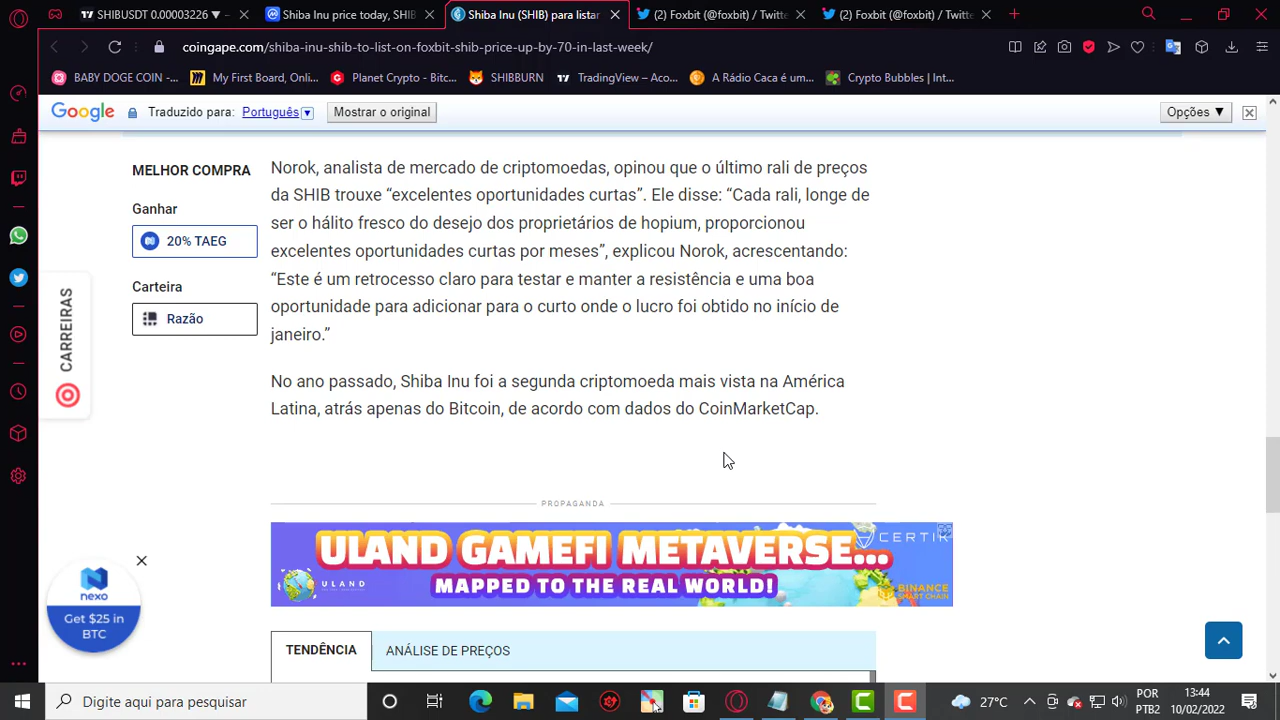 SHIBUSDT 0.00003226 ▼
Shiba Inu price today, SHIB
Shiba Inu (SHIB) para listar
(2) Foxbit (@foxbit) / Twitte
(2) Foxbit (@foxbit) / Twitte
coingape.com/shiba-inu-shib-to-list-on-foxbit-shib-price-up-by-70-in-last-week/
BABY DOGE COIN -...
My First Board, Onli...
Planet Crypto - Bitc...
SHIBBURN
TradingView – Aco...
A Rádio Caca é um...
Crypto Bubbles | Int...
Google
Traduzido para: Português
Mostrar o original
Opções ▼
MELHOR COMPRA
Ganhar
20% TAEG
Carteira
Razão
CARREIRAS
Norok, analista de mercado de criptomoedas, opinou que o último rali de preços
da SHIB trouxe “excelentes oportunidades curtas”. Ele disse: “Cada rali, longe de
ser o hálito fresco do desejo dos proprietários de hopium, proporcionou
excelentes oportunidades curtas por meses”, explicou Norok, acrescentando:
“Este é um retrocesso claro para testar e manter a resistência e uma boa
oportunidade para adicionar para o curto onde o lucro foi obtido no início de
janeiro.”
No ano passado, Shiba Inu foi a segunda criptomoeda mais vista na América
Latina, atrás apenas do Bitcoin, de acordo com dados do CoinMarketCap.
PROPAGANDA
ULAND GAMEFI METAVERSE...
MAPPED TO THE REAL WORLD!
ULAND
CERTIK
BINANCE
SMART CHAIN
nexo
Get $25 in
BTC
TENDÊNCIA
ANÁLISE DE PREÇOS
Digite aqui para pesquisar
27°C
POR
PTB2
13:44
10/02/2022